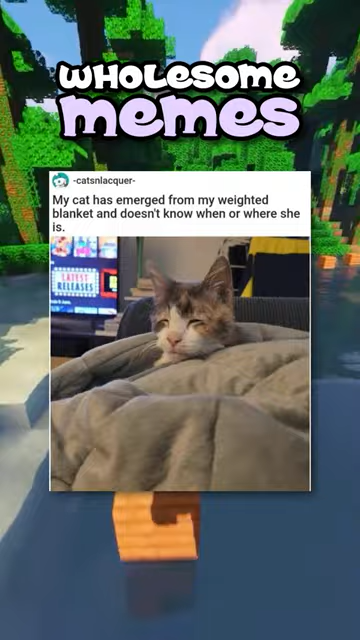 WHOLESOME
MEMES
-catsnlacquer-
My cat has emerged from my weighted
blanket and doesn't know when or where she
is.
LATEST
RELEASES